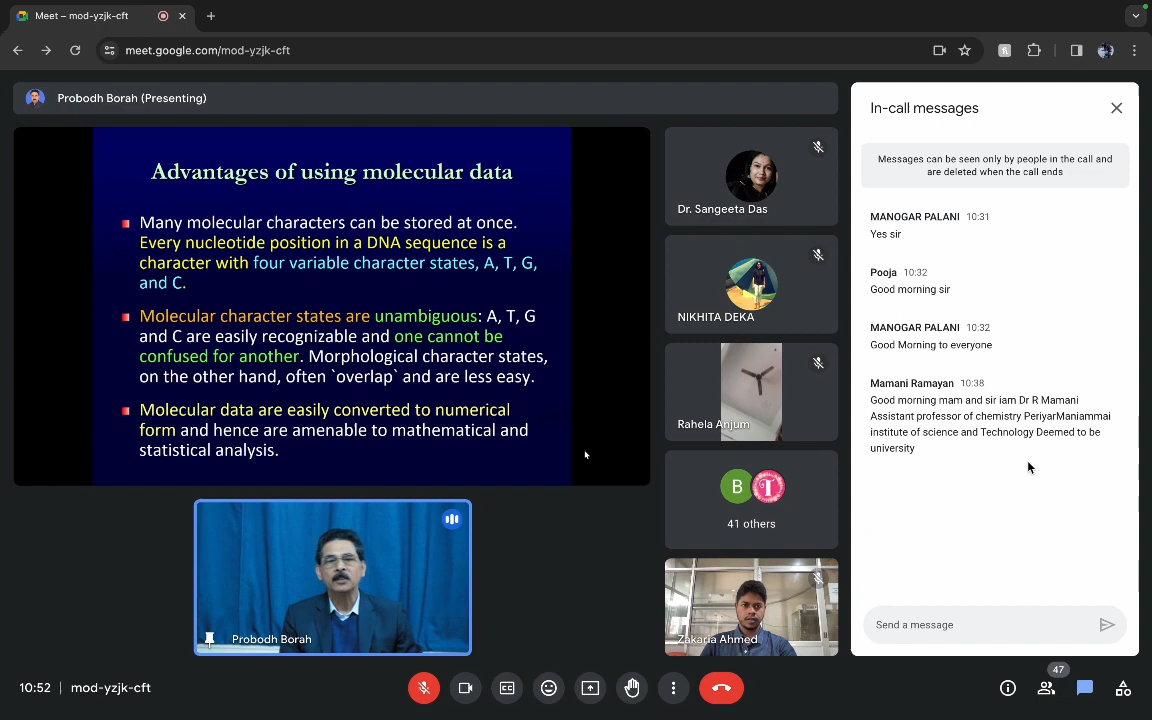 Meet – mod-yzjk-cft
meet.google.com/mod-yzjk-cft
Probodh Borah (Presenting)
Advantages of using molecular data
Many molecular characters can be stored at once.
Every nucleotide position in a DNA sequence is a
character with four variable character states, A, T, G,
and C.
Molecular character states are unambiguous: A, T, G
and C are easily recognizable and one cannot be
confused for another. Morphological character states,
on the other hand, often `overlap` and are less easy.
Molecular data are easily converted to numerical
form and hence are amenable to mathematical and
statistical analysis.
Probodh Borah
Dr. Sangeeta Das
NIKHITA DEKA
Rahela Anjum
B
T
41 others
Zakaria Ahmed
In-call messages
Messages can be seen only by people in the call and
are deleted when the call ends
MANOGAR PALANI 10:31
Yes sir
Pooja 10:32
Good morning sir
MANOGAR PALANI 10:32
Good Morning to everyone
Mamani Ramayan 10:38
Good morning mam and sir iam Dr R Mamani
Assistant professor of chemistry PeriyarManiammai
institute of science and Technology Deemed to be
university
Send a message
10:52 | mod-yzjk-cft
CC
47